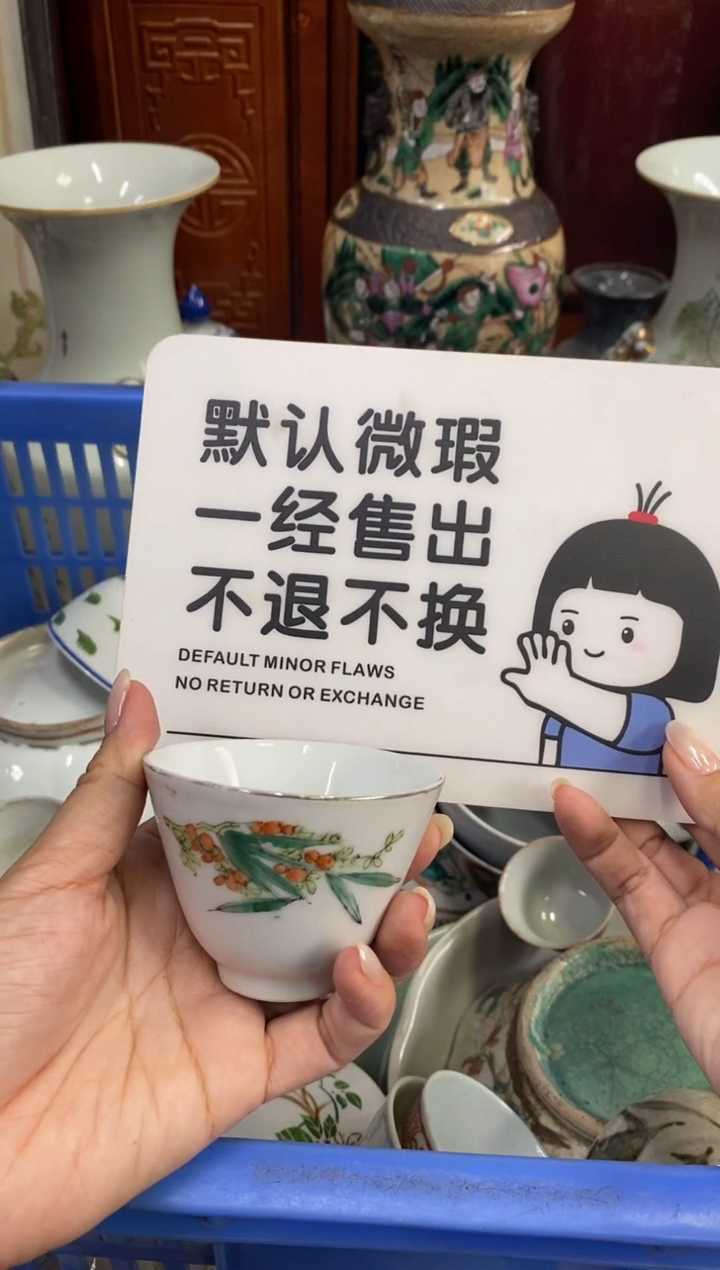 默认微瑕
一经售出
不退不换
DEFAULT MINOR FLAWS
NO RETURN OR EXCHANGE